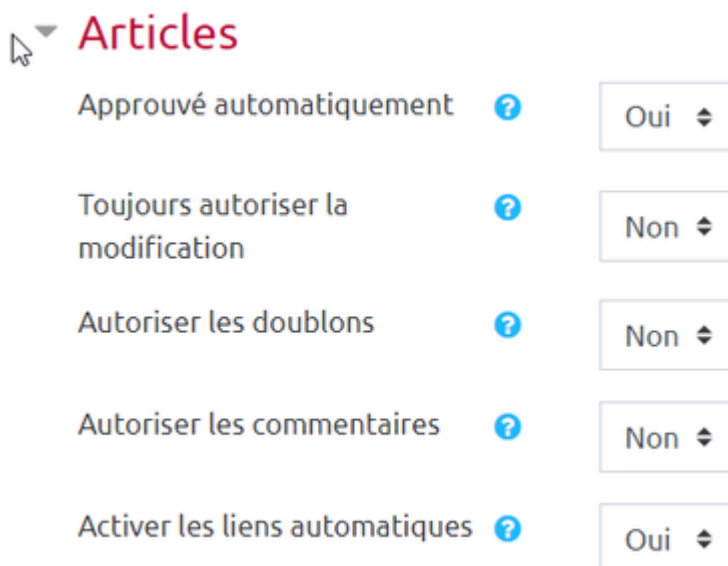 Articles
Approuvé automatiquement
Oui
Toujours autoriser la
modification
Non
Autoriser les doublons
Non
Autoriser les commentaires
Non
Activer les liens automatiques
Oui